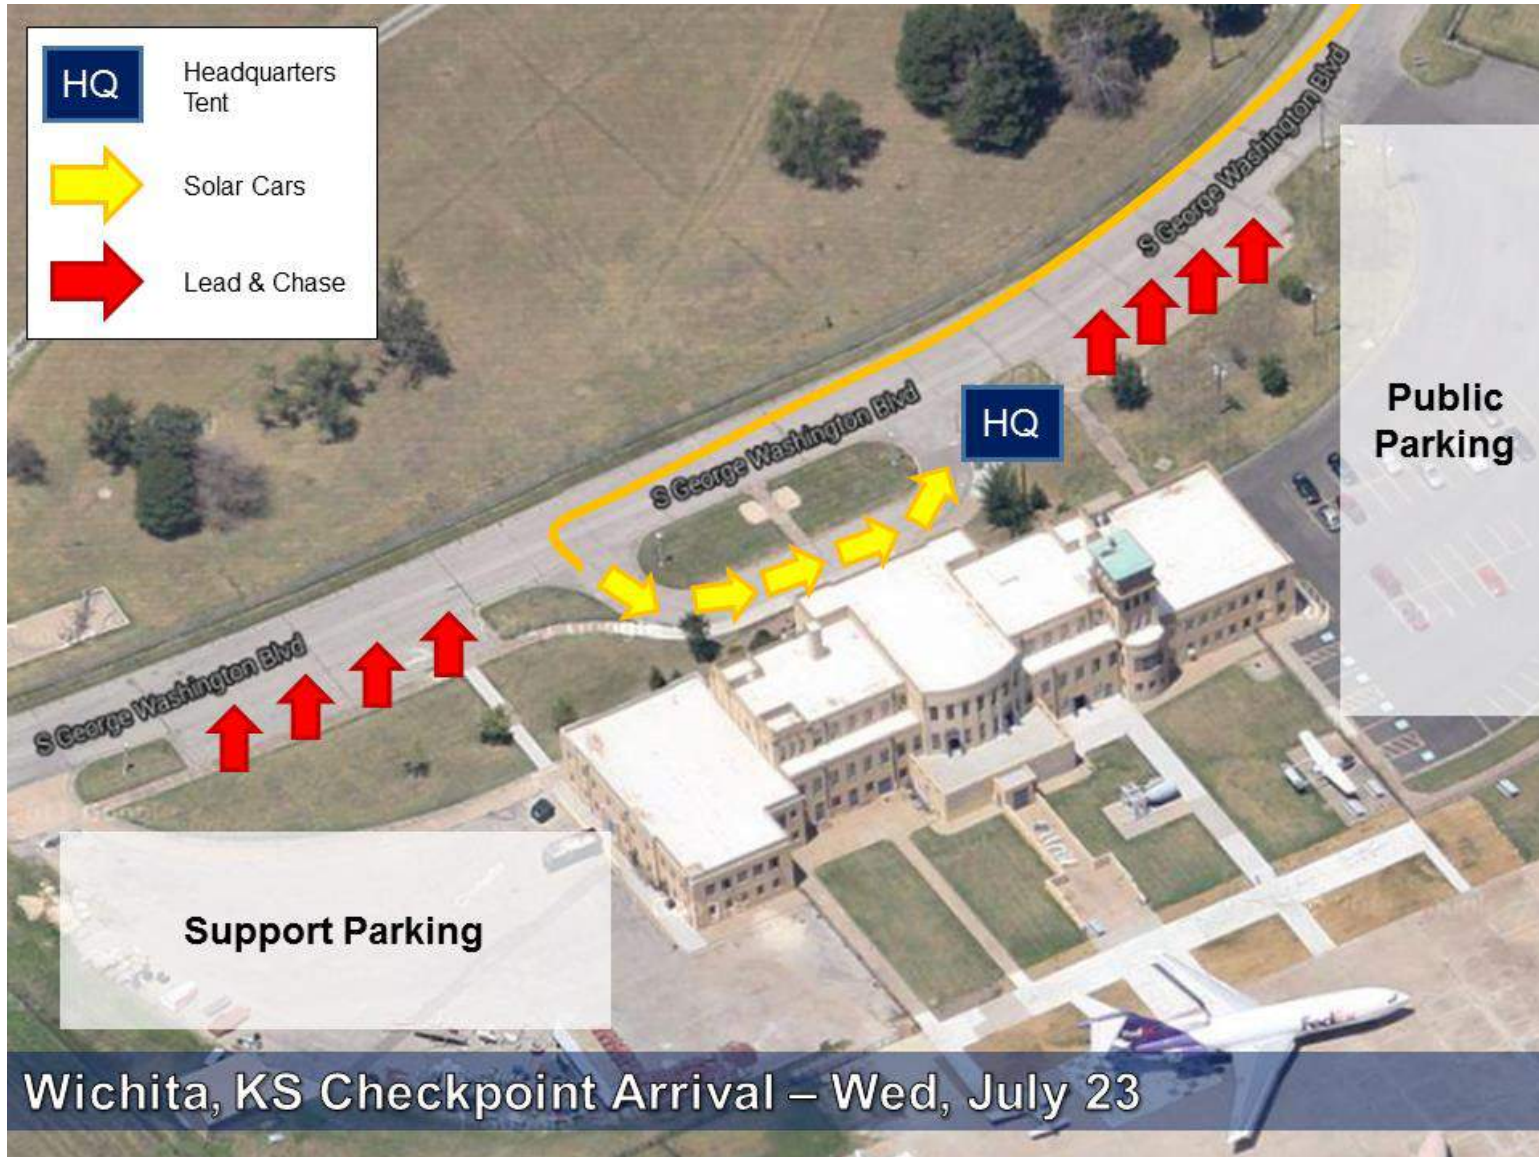 HQ
Headquarters
Tent
Solar Cars
Lead & Chase
S George Washington Blvd
S George Washington Blvd
HQ
Public
Parking
S George Washington Blvd
Support Parking
FedEx
Wichita, KS Checkpoint Arrival – Wed, July 23